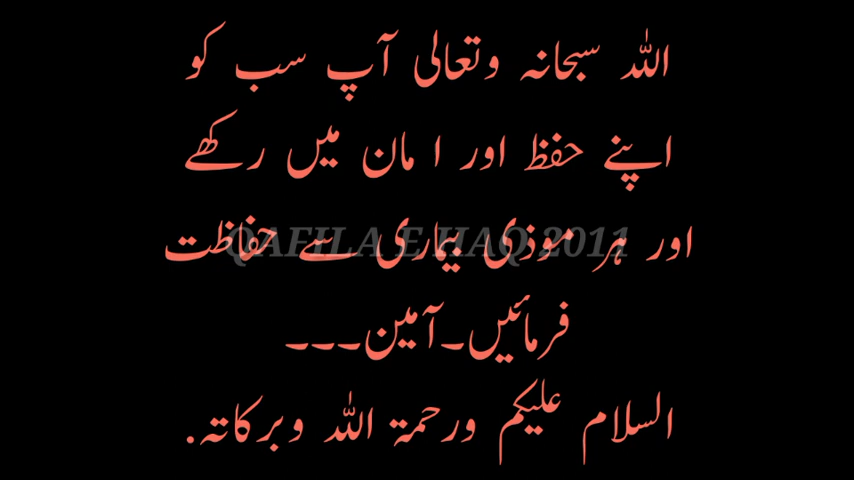 اللہ سبحانہ وتعالی آپ سب کو
اپنے حفظ اور ا مان میں رکھے
اور ہر موذی بیماری سے حفاظت
QAFILA E HAQ 2011
فرمائیں۔آمین۔۔۔
السلام علیکم ورحمۃ اللہ وبرکاتہ.